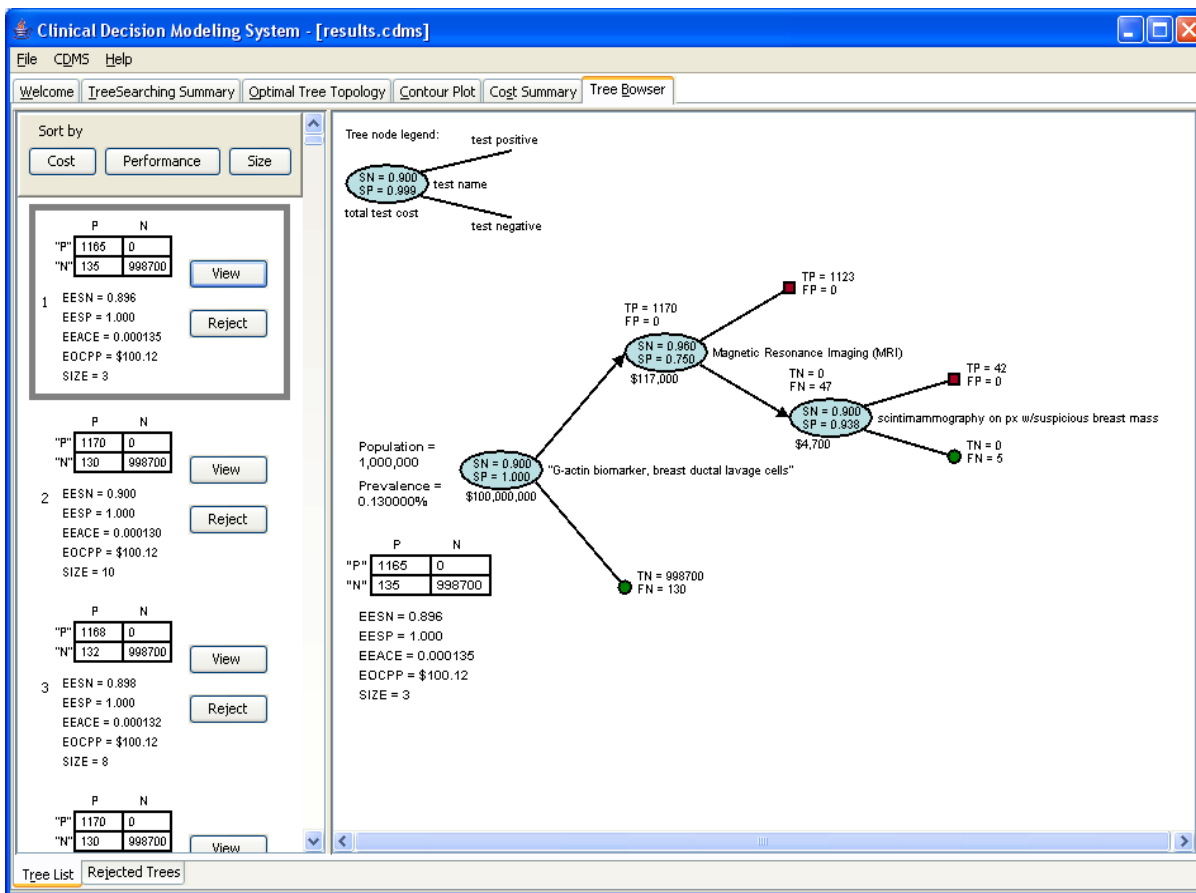 Clinical Decision Modeling System - [results.cdms]
File CDMS Help
Welcome TreeSearching Summary Optimal Tree Topology Contour Plot Cost Summary Tree Bowser
Sort by
Cost Performance Size
P N
"P" 1165 0
"N" 135 998700
View
1 EESN = 0.896
EESP = 1.000
Reject
EEACE = 0.000135
EOCPP = $100.12
SIZE = 3
P N
"P" 1170 0
"N" 130 998700
View
2 EESN = 0.900
EESP = 1.000
Reject
EEACE = 0.000130
EOCPP = $100.12
SIZE = 10
P N
"P" 1168 0
"N" 132 998700
View
3 EESN = 0.898
EESP = 1.000
Reject
EEACE = 0.000132
EOCPP = $100.12
SIZE = 8
P N
"P" 1170 0
"N" 130 998700
View
Tree List Rejected Trees
Tree node legend:
test positive
SN = 0.900
SP = 0.999
test name
total test cost
test negative
TP = 1123
FP = 0
TP = 1170
FP = 0
SN = 0.960
SP = 0.750
Magnetic Resonance Imaging (MRI)
$117,000
TN = 0
FN = 47
TP = 42
FP = 0
SN = 0.900
SP = 0.938
scintimammography on px w/suspicious breast mass
$4,700
TN = 0
FN = 5
Population =
1,000,000
Prevalence =
0.130000%
SN = 0.900
SP = 1.000
"G-actin biomarker, breast ductal lavage cells"
$100,000,000
TN = 998700
FN = 130
P N
"P" 1165 0
"N" 135 998700
EESN = 0.896
EESP = 1.000
EEACE = 0.000135
EOCPP = $100.12
SIZE = 3